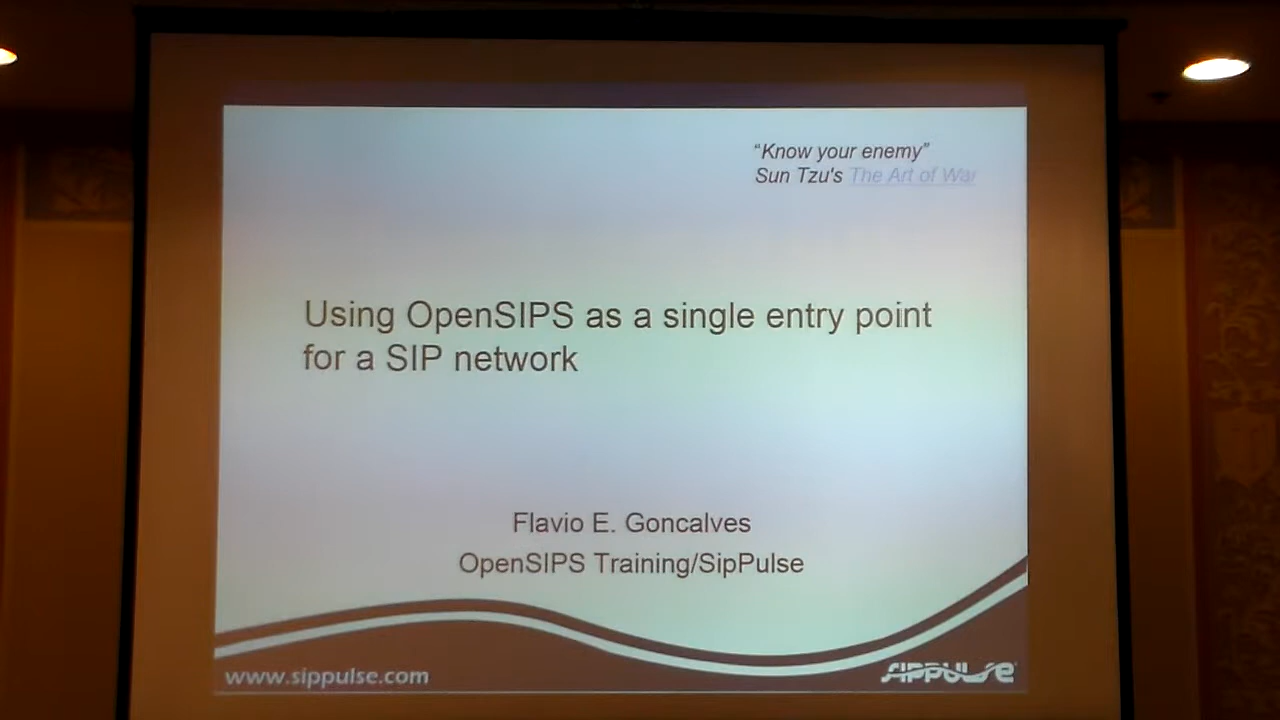 “Know your enemy”
Sun Tzu's The Art of War
Using OpenSIPS as a single entry point
for a SIP network
Flavio E. Goncalves
OpenSIPS Training/SipPulse
www.sippulse.com
SIPPULSE